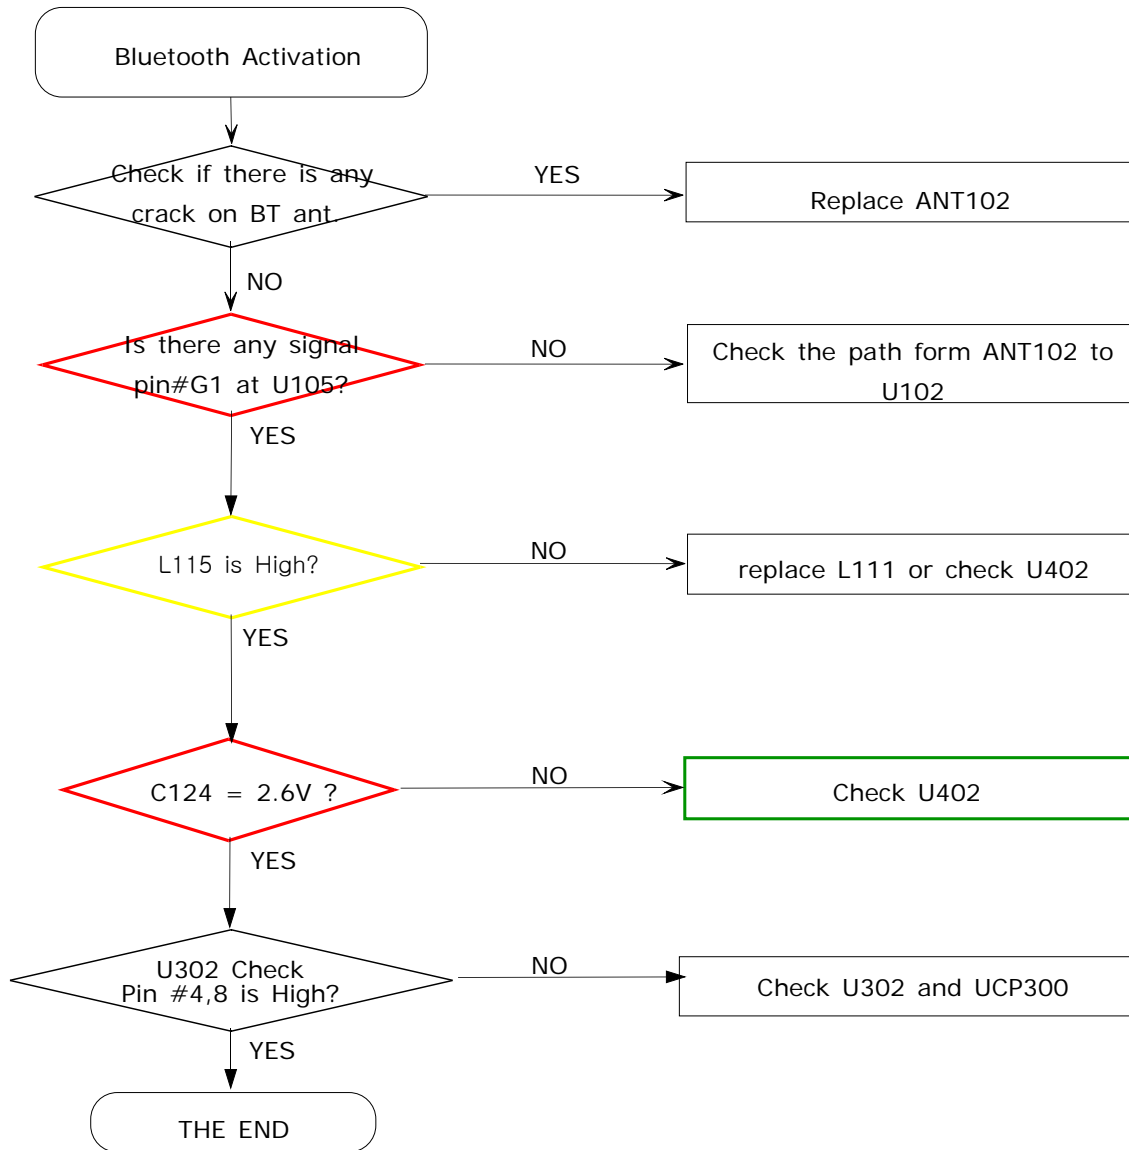 Bluetooth Activation
Check if there is any
crack on BT ant.
YES
Replace ANT102
NO
Is there any signal
pin#G1 at U105?
NO
Check the path form ANT102 to
U102
YES
L115 is High?
NO
replace L111 or check U402
YES
C124 = 2.6V ?
NO
Check U402
YES
U302 Check
Pin #4,8 is High?
NO
Check U302 and UCP300
YES
THE END